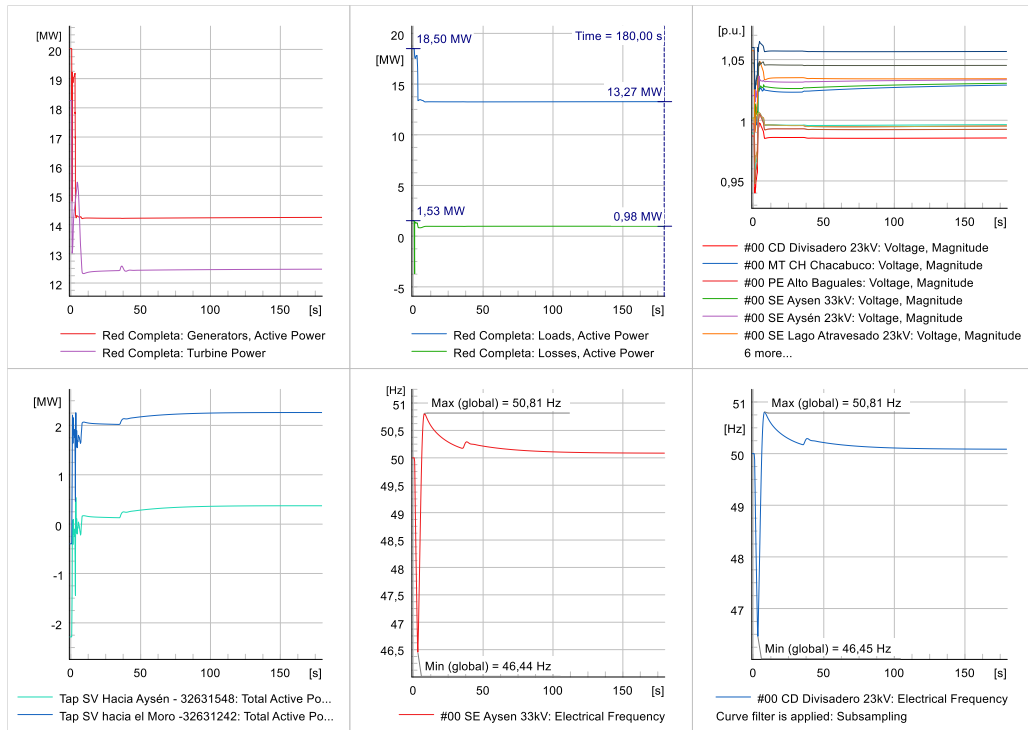 [MW]
20
19
18
17
16
15
14
13
12
0 50 100 150 [s]
Red Completa: Generators, Active Power
Red Completa: Turbine Power
20
[MW]
15
10
5
0
-5
18,50 MW
Time = 180,00 s
13,27 MW
1,53 MW
0,98 MW
0 50 100 150 [s]
Red Completa: Loads, Active Power
Red Completa: Losses, Active Power
[p.u.]
1,05
1
0,95
0 50 100 150 [s]
#00 CD Divisadero 23kV: Voltage, Magnitude
#00 MT CH Chacabuco: Voltage, Magnitude
#00 PE Alto Baguales: Voltage, Magnitude
#00 SE Aysen 33kV: Voltage, Magnitude
#00 SE Aysén 23kV: Voltage, Magnitude
#00 SE Lago Atravesado 23kV: Voltage, Magnitude
6 more...
[MW]
2
1
0
-1
-2
0 50 100 150 [s]
Tap SV Hacia Aysén - 32631548: Total Active Po...
Tap SV hacia el Moro -32631242: Total Active Po...
[Hz]
51
50,5
50
49,5
49
48,5
48
47,5
47
46,5
Max (global) = 50,81 Hz
Min (global) = 46,44 Hz
0 50 100 150 [s]
#00 SE Aysen 33kV: Electrical Frequency
51
[Hz]
50
49
48
47
Max (global) = 50,81 Hz
Min (global) = 46,45 Hz
0 50 100 150 [s]
#00 CD Divisadero 23kV: Electrical Frequency
Curve filter is applied: Subsampling